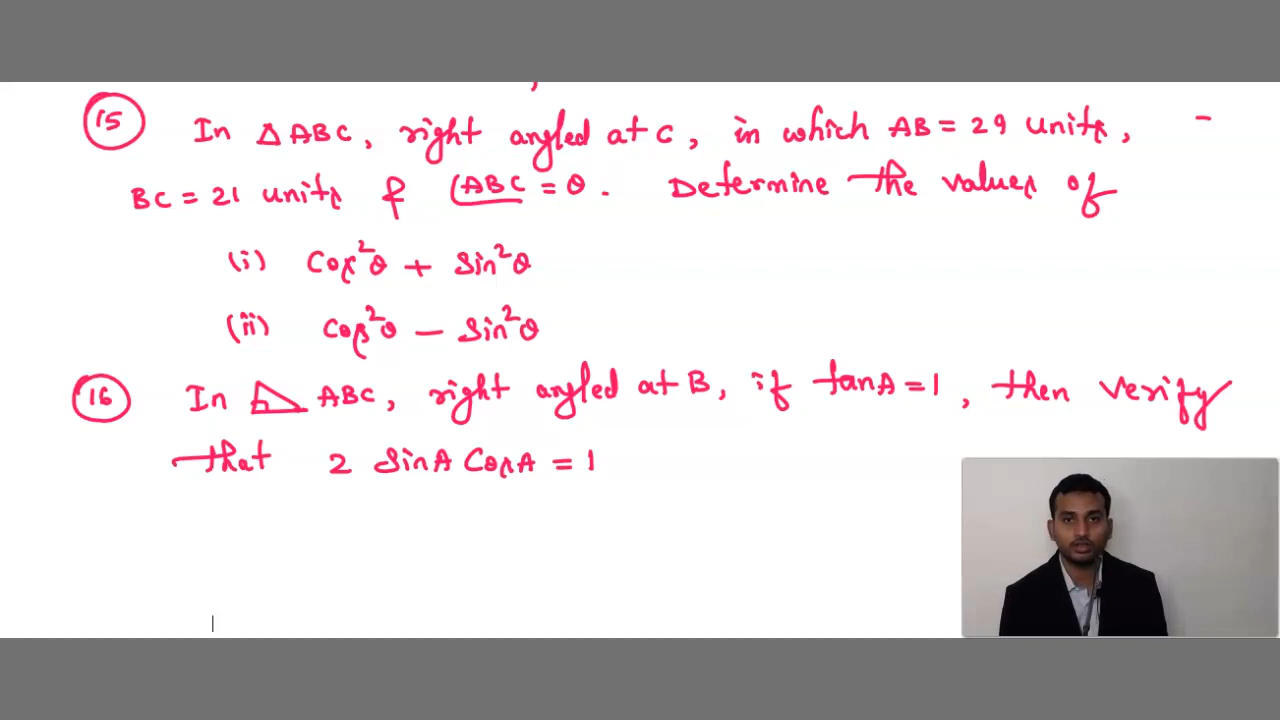 15 In △ABC, right angled at C, in which AB = 29 units,
BC = 21 units & ∠ABC = θ. Determine the values of
(i) Cos²θ + Sin²θ
(ii) Cos²θ − Sin²θ
16 In ABC, right angled at B, if tanA = 1, then verify
that 2 SinA CosA = 1